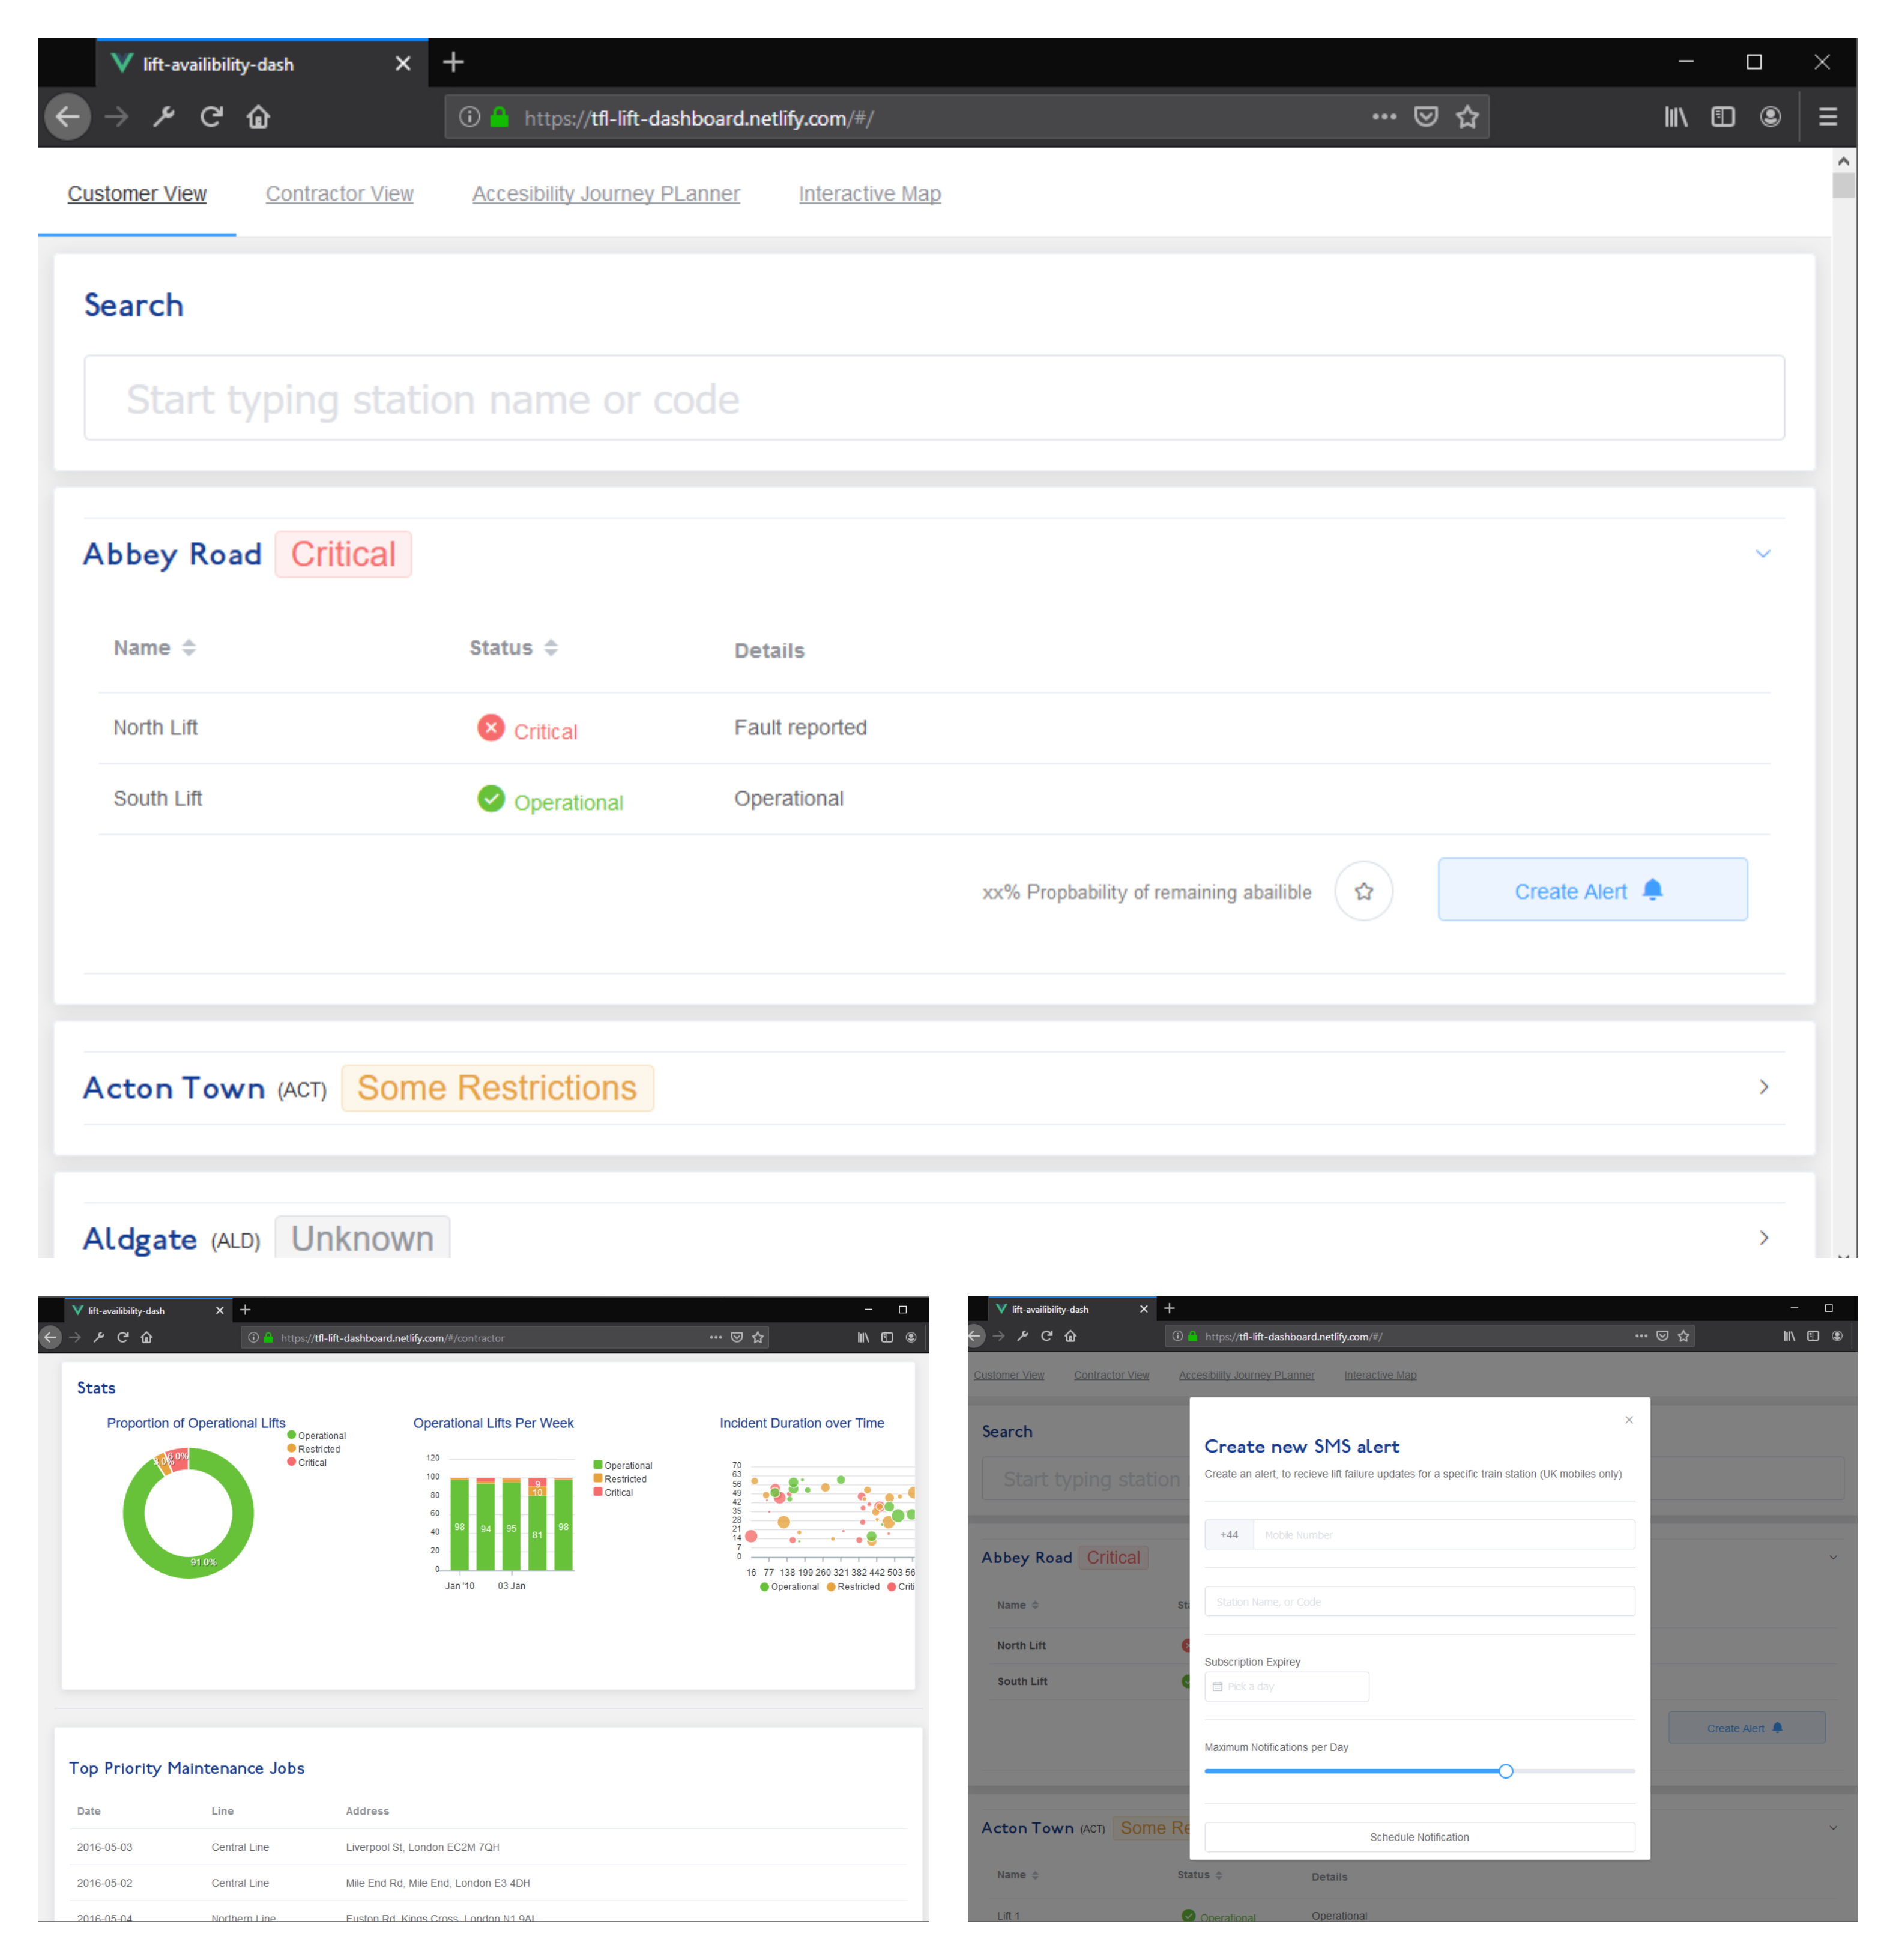 lift-availibility-dash
https://tfl-lift-dashboard.netlify.com/#/
Customer View Contractor View Accesibility Journey PLanner Interactive Map
Search
Start typing station name or code
Abbey Road Critical
Name Status Details
North Lift Critical Fault reported
South Lift Operational Operational
xx% Propbability of remaining abailible Create Alert
Acton Town (ACT) Some Restrictions
Aldgate (ALD) Unknown
lift-availibility-dash
https://tfl-lift-dashboard.netlify.com/#/contractor
Stats
Proportion of Operational Lifts
Operational
Restricted
Critical
6.0%
91.0%
Operational Lifts Per Week
120
100
80
60
40
20
0
98 94 95 81 98
9
10
Jan '10 03 Jan
Operational
Restricted
Critical
Incident Duration over Time
70
63
56
49
42
35
28
21
14
7
0
16 77 138 199 260 321 382 442 503 56
Operational Restricted Criti
Top Priority Maintenance Jobs
Date Line Address
2016-05-03 Central Line Liverpool St, London EC2M 7QH
2016-05-02 Central Line Mile End Rd, Mile End, London E3 4DH
2016-05-04 Northern Line Euston Rd, Kings Cross, London N1 9AL
lift-availibility-dash
https://tfl-lift-dashboard.netlify.com/#/
Customer View Contractor View Accesibility Journey PLanner Interactive Map
Search
Start typing station
Abbey Road Critical
Name Sta
North Lift
South Lift
Create Alert
Acton Town (ACT) Some Re
Name Status Details
Lift 1 Operational Operational
Create new SMS alert
Create an alert, to recieve lift failure updates for a specific train station (UK mobiles only)
+44 Mobile Number
Station Name, or Code
Subscription Expirey
Pick a day
Maximum Notifications per Day
Schedule Notification